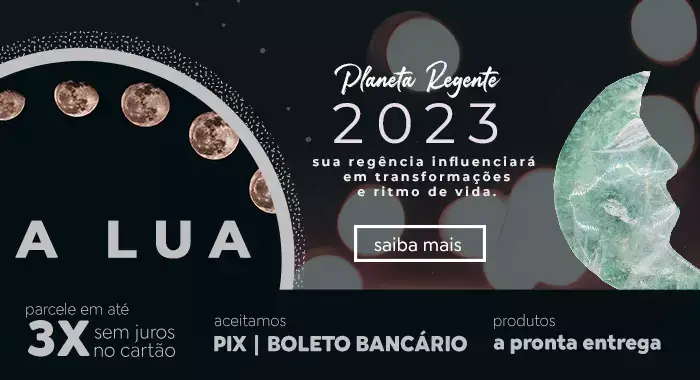 A LUA
Planeta Regente
2023
sua regência influenciará
em transformações
e ritmo de vida.
saiba mais
parcele em até
3X sem juros
no cartão
aceitamos
PIX | BOLETO BANCÁRIO
produtos
a pronta entrega